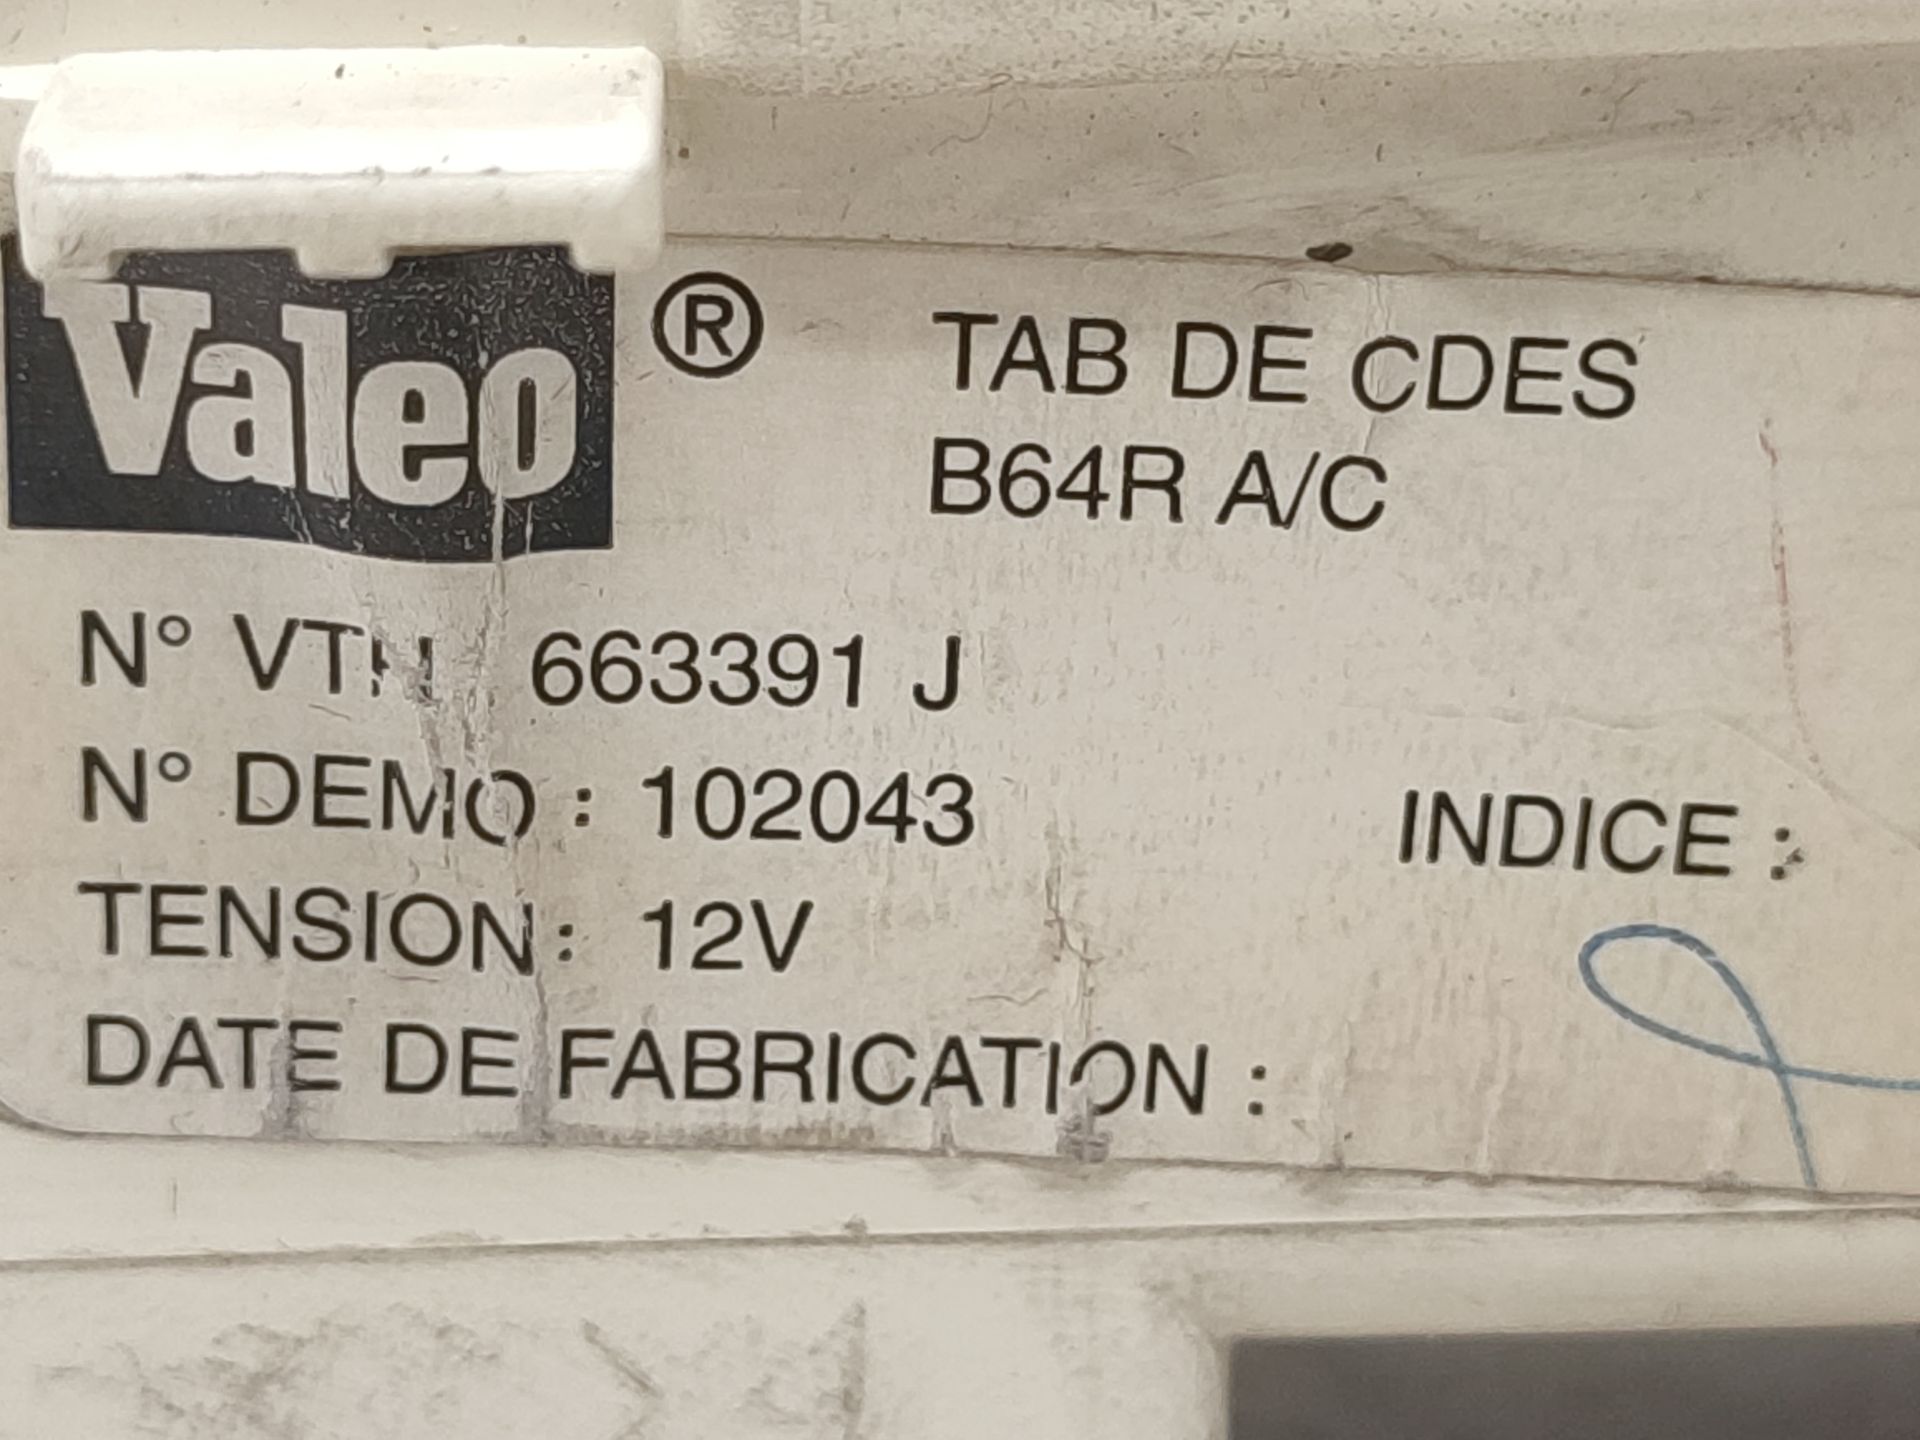 Valeo ®
TAB DE CDES
B64R A/C
N° VTH 663391 J
N° DEMO : 102043
INDICE :
TENSION : 12V
DATE DE FABRICATION :